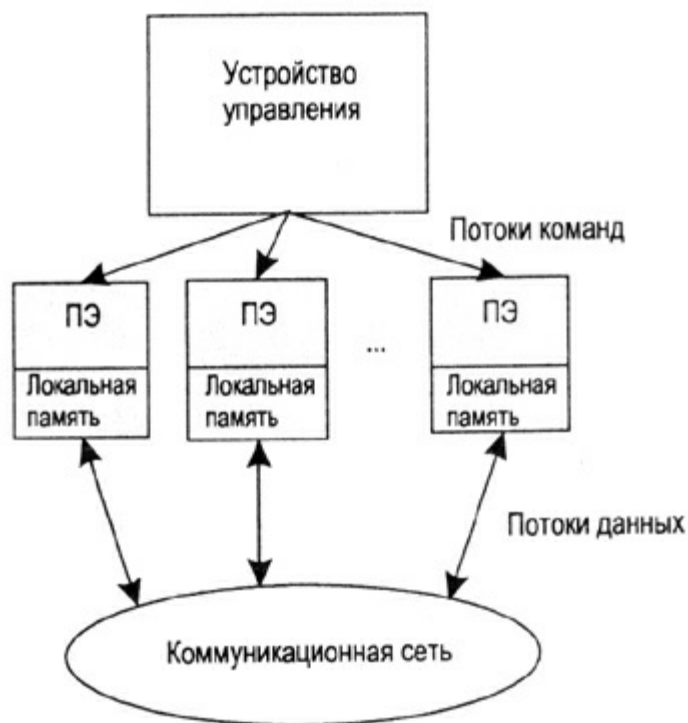 Устройство
управления
Потоки команд
ПЭ
ПЭ
ПЭ
...
Локальная
память
Локальная
память
Локальная
память
Потоки данных
Коммуникационная сеть